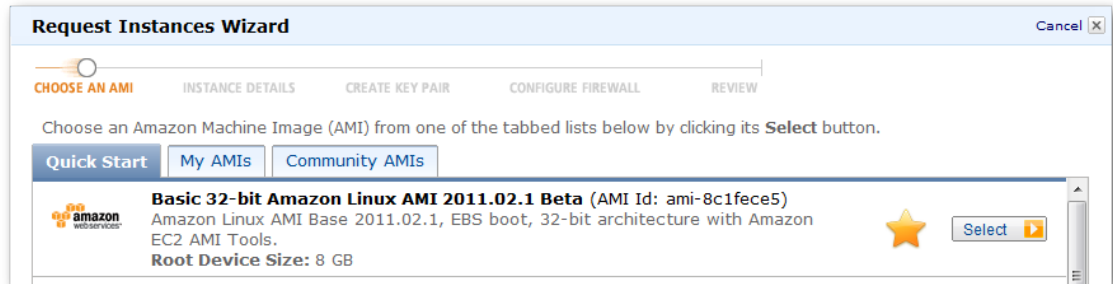 Request Instances Wizard
Cancel
CHOOSE AN AMI INSTANCE DETAILS CREATE KEY PAIR CONFIGURE FIREWALL REVIEW
Choose an Amazon Machine Image (AMI) from one of the tabbed lists below by clicking its Select button.
Quick Start My AMIs Community AMIs
Basic 32-bit Amazon Linux AMI 2011.02.1 Beta (AMI Id: ami-8c1fece5)
amazon
webservices™
Amazon Linux AMI Base 2011.02.1, EBS boot, 32-bit architecture with Amazon
EC2 AMI Tools.
Root Device Size: 8 GB
Select